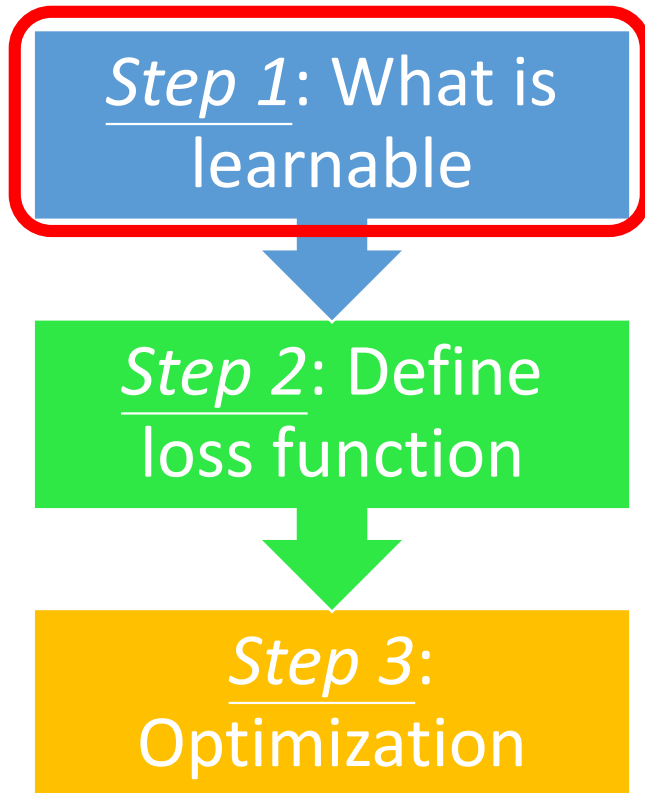 Step 1: What is
learnable
Step 2: Define
loss function
Step 3:
Optimization